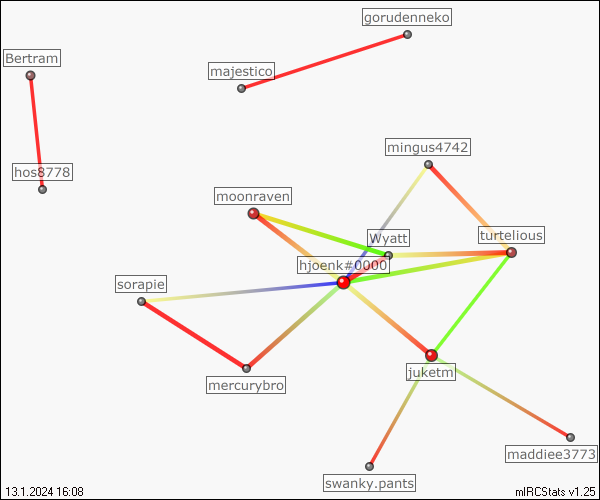 gorudenneko
Bertram
majestico
mingus4742
hos8778
moonraven
Wyatt
turtelious
hjoenk#0000
sorapie
juketm
mercurybro
maddiee3773
swanky.pants
13.1.2024 16:08
mIRCStats v1.25